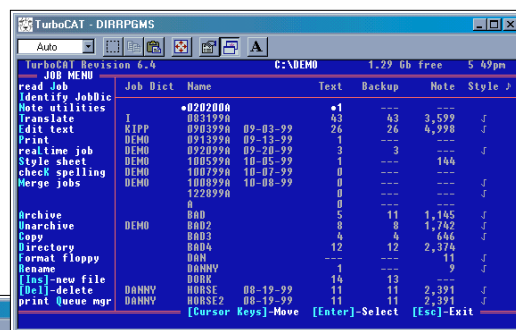 TurboCAT - DIRRPGMS
Auto A
TurboCAT Revision 6.4 C:\DEMO 1.29 Gb free 5 49pm
JOB MENU
read Job Job Dict Name Text Backup Note Style ♪
Identify JobDic
Note utilities •020200A •1 --- ---
Translate I 083199A 43 43 3,599 √
Edit text KIPP 090399A 09-03-99 26 26 4,998 √
Print DEMO 091399A 09-13-99 1 --- ---
reaLtime job DEMO 092099A 09-20-99 3 3 --- √
Style sheet DEMO 100599A 10-05-99 1 --- 144
checK spelling DEMO 100799A 10-07-99 0 --- ---
Merge jobs DEMO 100899A 10-08-99 0 --- --- √
122899A 0 --- --- √
A 0 --- ---
Archive BAD 5 11 1,145 √
Unarchive DEMO BAD2 8 8 1,742 √
Copy BAD3 4 4 646 √
Directory BAD4 12 12 2,374
Format floppy DAN --- --- 11 √
Rename DANNY 1 --- 9 √
[Ins]-new file DORK 14 13 ---
[Del]-delete DANNY HORSE 08-19-99 11 11 2,391 √
print Queue mgr DANNY HORSE2 08-19-99 11 11 2,391 √
[Cursor Keys]-Move [Enter]-Select [Esc]-Exit